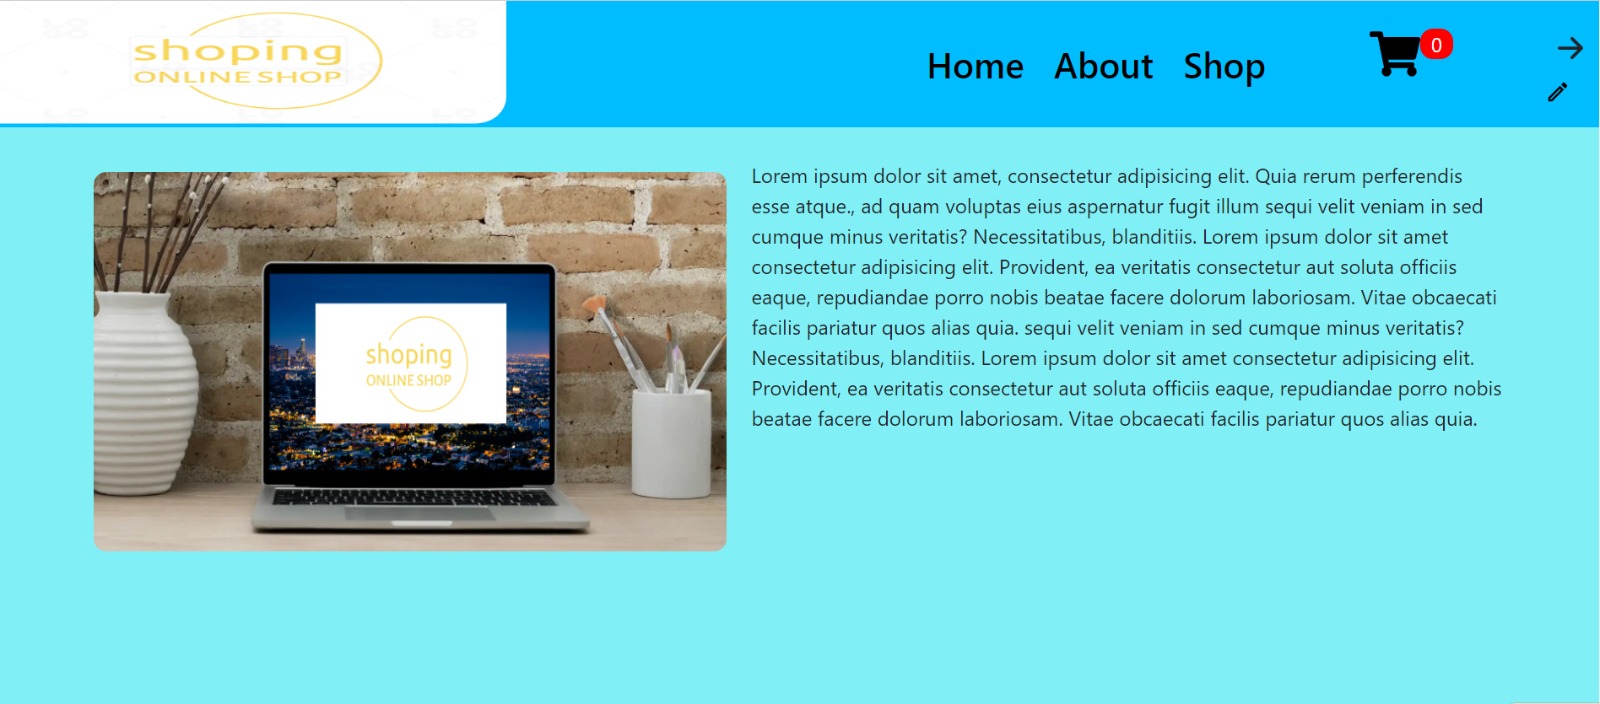 shoping
ONLINE SHOP
Home About Shop
0
Lorem ipsum dolor sit amet, consectetur adipisicing elit. Quia rerum perferendis
esse atque., ad quam voluptas eius aspernatur fugit illum sequi velit veniam in sed
cumque minus veritatis? Necessitatibus, blanditiis. Lorem ipsum dolor sit amet
consectetur adipisicing elit. Provident, ea veritatis consectetur aut soluta officiis
eaque, repudiandae porro nobis beatae facere dolorum laboriosam. Vitae obcaecati
facilis pariatur quos alias quia. sequi velit veniam in sed cumque minus veritatis?
Necessitatibus, blanditiis. Lorem ipsum dolor sit amet consectetur adipisicing elit.
Provident, ea veritatis consectetur aut soluta officiis eaque, repudiandae porro nobis
beatae facere dolorum laboriosam. Vitae obcaecati facilis pariatur quos alias quia.
shoping
ONLINE SHOP